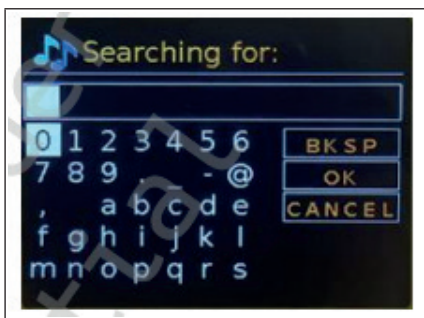 Searching for:
0 1 2 3 4 5 6 BKSP
7 8 9 . _ - @ OK
, a b c d e CANCEL
f g h i j k l
m n o p q r s